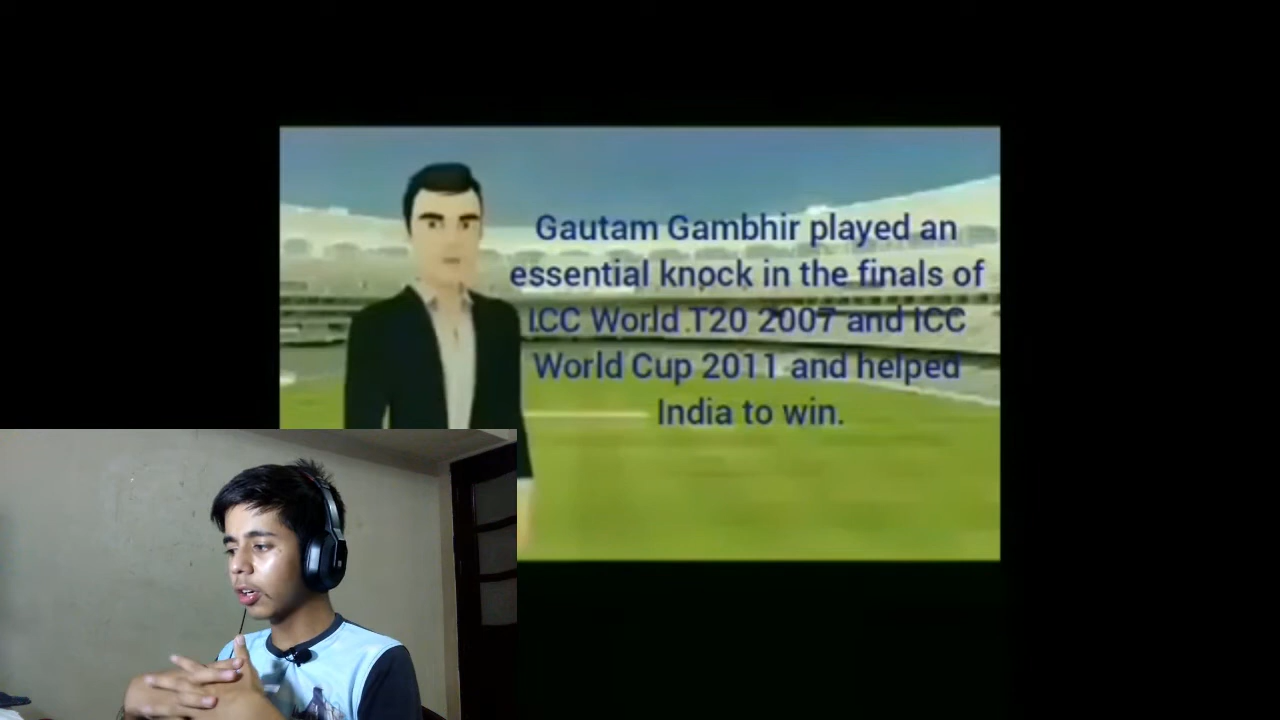 Gautam Gambhir played an
essential knock in the finals of
ICC World T20 2007 and ICC
World Cup 2011 and helped
India to win.